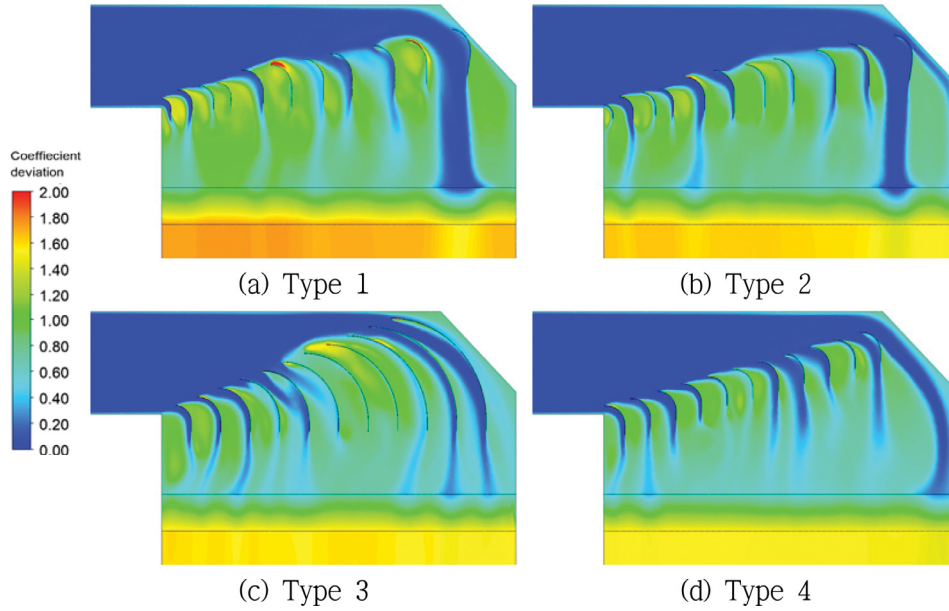 (a) Type 1
(b) Type 2
Coeffiecient
deviation
2.00
1.80
1.60
1.40
1.20
1.00
0.80
0.60
0.40
0.20
0.00
(c) Type 3
(d) Type 4